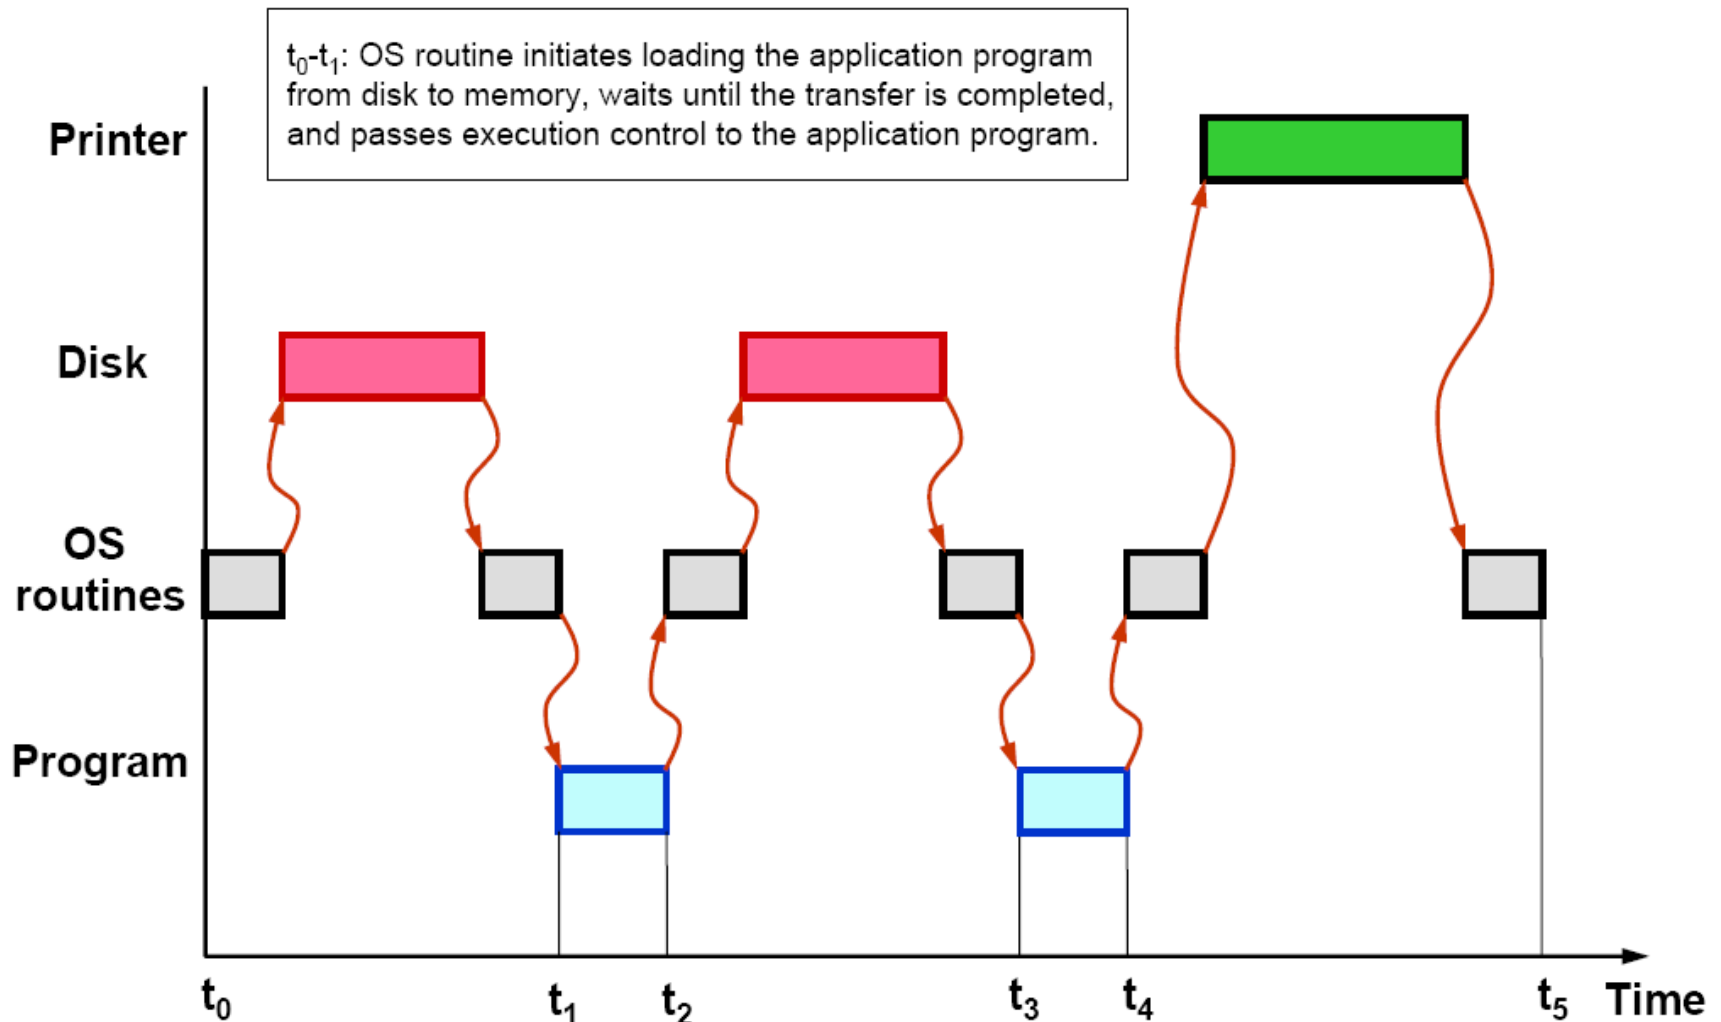 t₀-t₁: OS routine initiates loading the application program
from disk to memory, waits until the transfer is completed,
and passes execution control to the application program.
Printer
Disk
OS
routines
Program
t₀
t₁
t₂
t₃
t₄
t₅
Time